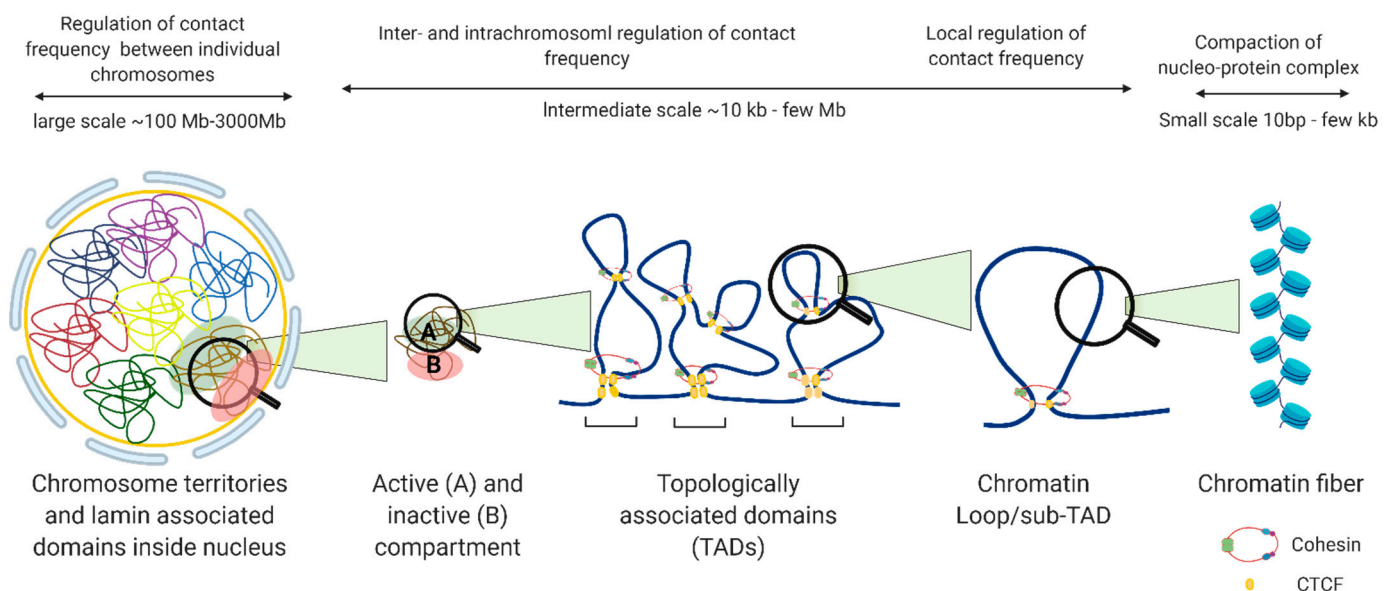 Regulation of contact
frequency between individual
chromosomes
large scale ~100 Mb-3000Mb
Inter- and intrachromosoml regulation of contact
frequency
Local regulation of
contact frequency
Intermediate scale ~10 kb - few Mb
Compaction of
nucleo-protein complex
Small scale 10bp - few kb
A
B
Chromosome territories
and lamin associated
domains inside nucleus
Active (A) and
inactive (B)
compartment
Topologically
associated domains
(TADs)
Chromatin
Loop/sub-TAD
Chromatin fiber
Cohesin
CTCF